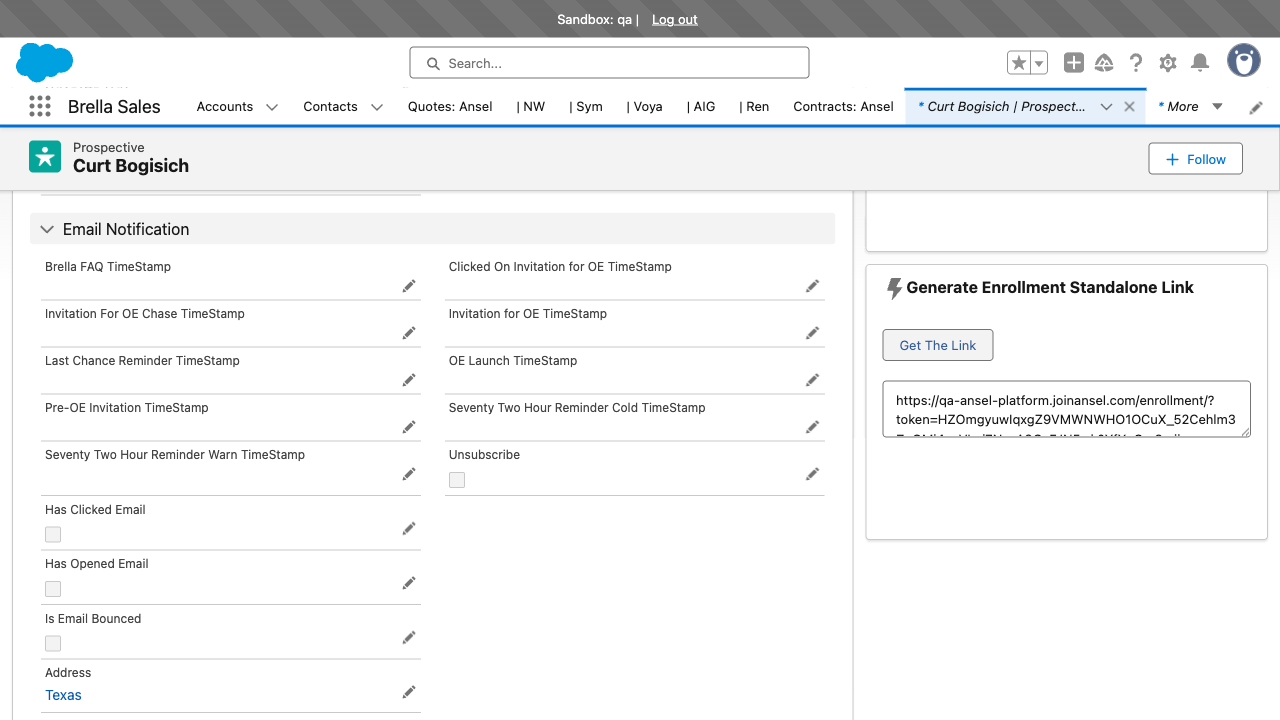 Sandbox: qa | Log out
Search...
Brella Sales
Accounts
Contacts
Quotes: Ansel
| NW
| Sym
| Voya
| AIG
| Ren
Contracts: Ansel
* Curt Bogisich | Prospect...
* More
Prospective
Curt Bogisich
Follow
Email Notification
Brella FAQ TimeStamp
Clicked On Invitation for OE TimeStamp
Invitation For OE Chase TimeStamp
Invitation for OE TimeStamp
Last Chance Reminder TimeStamp
OE Launch TimeStamp
Pre-OE Invitation TimeStamp
Seventy Two Hour Reminder Cold TimeStamp
Seventy Two Hour Reminder Warn TimeStamp
Unsubscribe
Has Clicked Email
Has Opened Email
Is Email Bounced
Address
Texas
Generate Enrollment Standalone Link
Get The Link
https://qa-ansel-platform.joinansel.com/enrollment/?
token=HZOmgyuwIqxgZ9VMWNWHO1OCuX_52Cehlm3